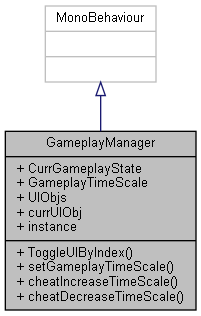 MonoBehaviour
GameplayManager
+ CurrGameplayState
+ GameplayTimeScale
+ UIObjs
+ currUIObj
+ instance
+ ToggleUIByIndex()
+ setGameplayTimeScale()
+ cheatIncreaseTimeScale()
+ cheatDecreaseTimeScale()